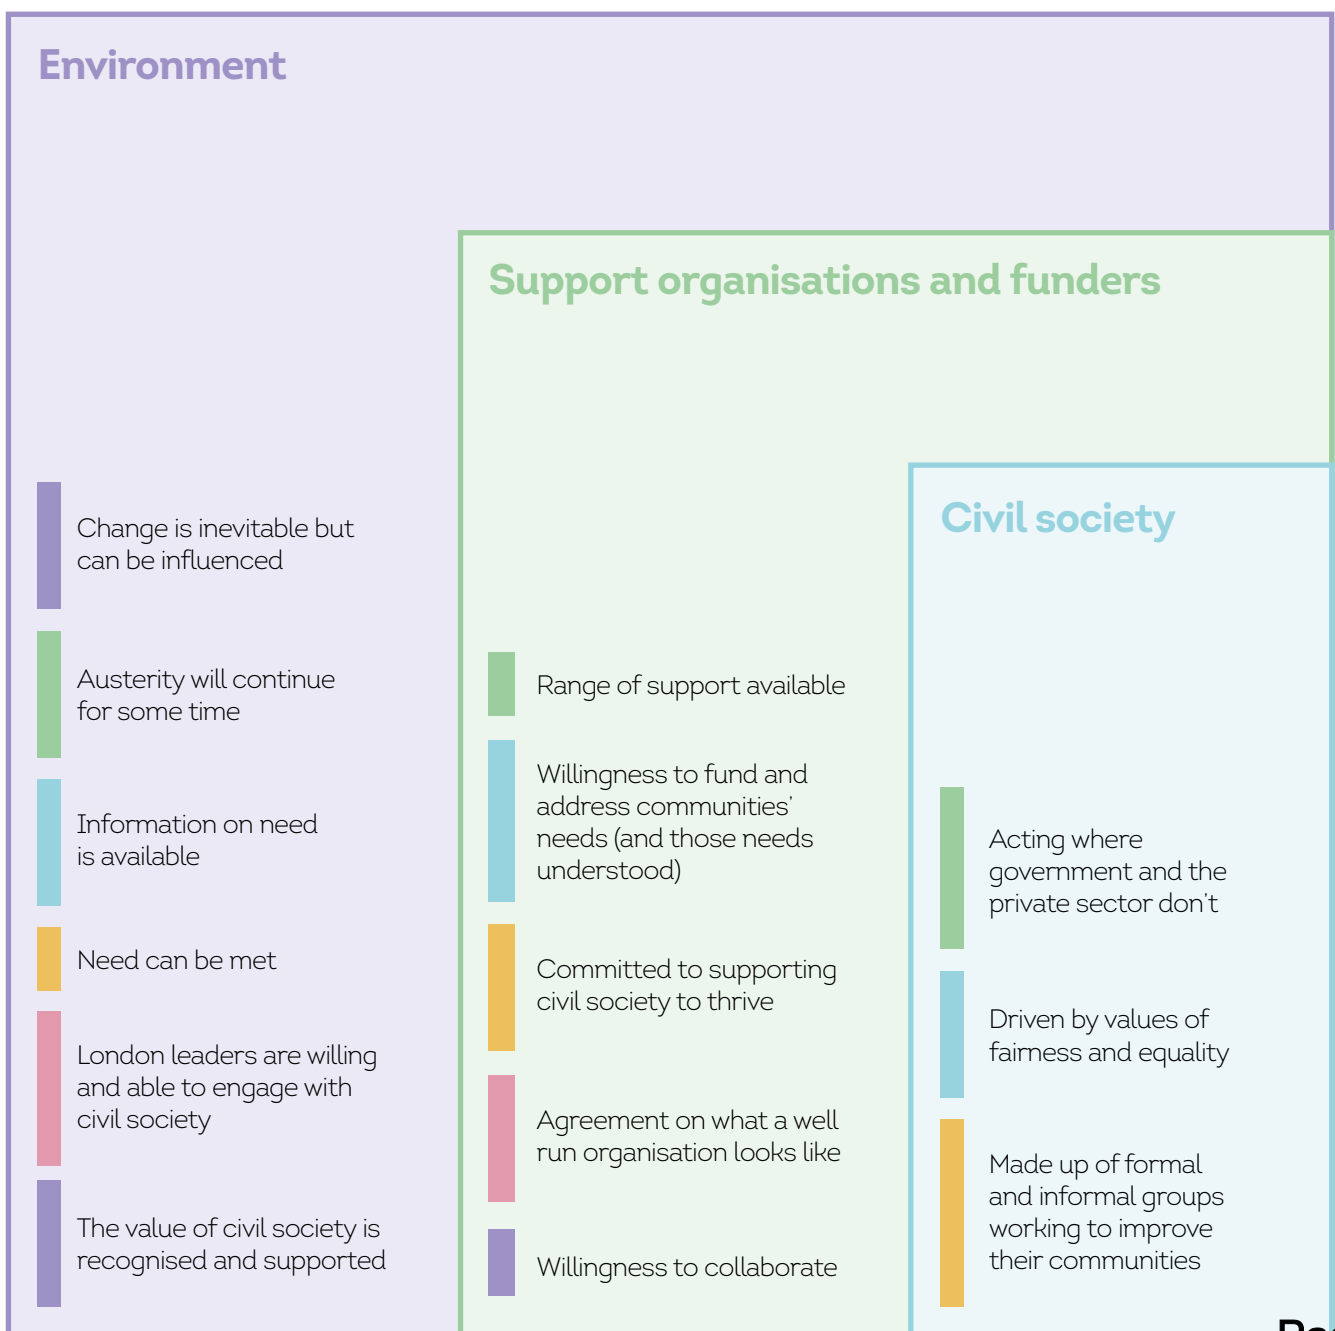 Environment
Change is inevitable but
can be influenced
Austerity will continue
for some time
Information on need
is available
Need can be met
London leaders are willing
and able to engage with
civil society
The value of civil society is
recognised and supported
Support organisations and funders
Range of support available
Willingness to fund and
address communities’
needs (and those needs
understood)
Committed to supporting
civil society to thrive
Agreement on what a well
run organisation looks like
Willingness to collaborate
Civil society
Acting where
government and the
private sector don’t
Driven by values of
fairness and equality
Made up of formal
and informal groups
working to improve
their communities